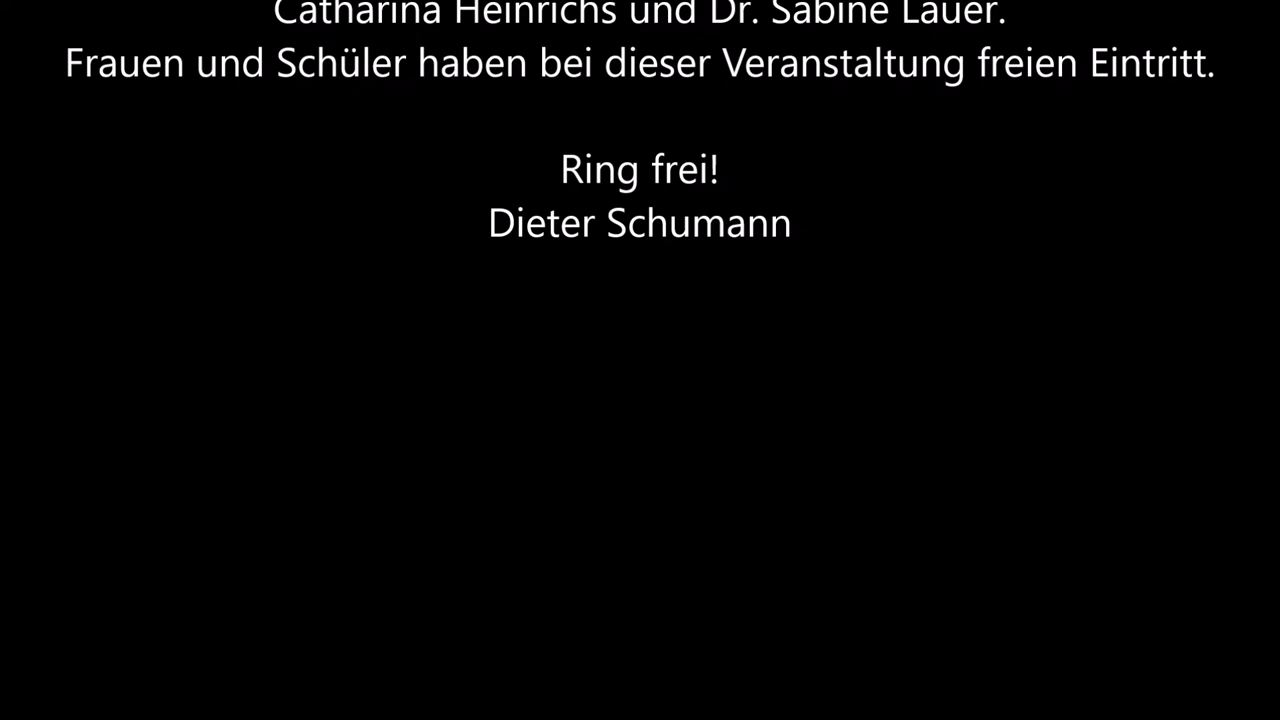 Catharina Heinrichs und Dr. Sabine Lauer.
Frauen und Schüler haben bei dieser Veranstaltung freien Eintritt.
Ring frei!
Dieter Schumann